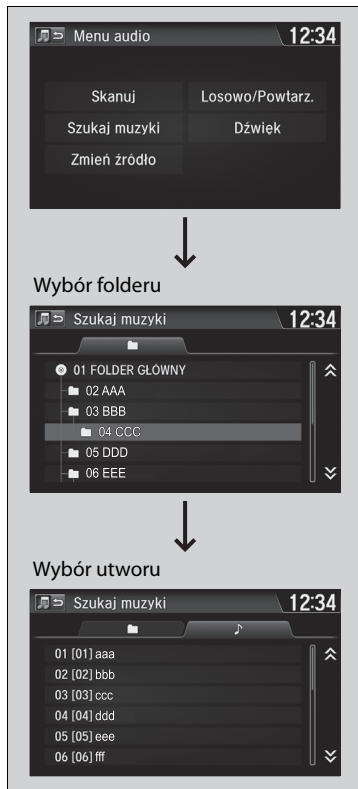 Menu audio 12:34
Skanuj Losowo/Powtarz.
Szukaj muzyki Dźwięk
Zmień źródło
Wybór folderu
Szukaj muzyki 12:34
01 FOLDER GŁÓWNY
02 AAA
03 BBB
04 CCC
05 DDD
06 EEE
Wybór utworu
Szukaj muzyki 12:34
01 [01] aaa
02 [02] bbb
03 [03] ccc
04 [04] ddd
05 [05] eee
06 [06] fff